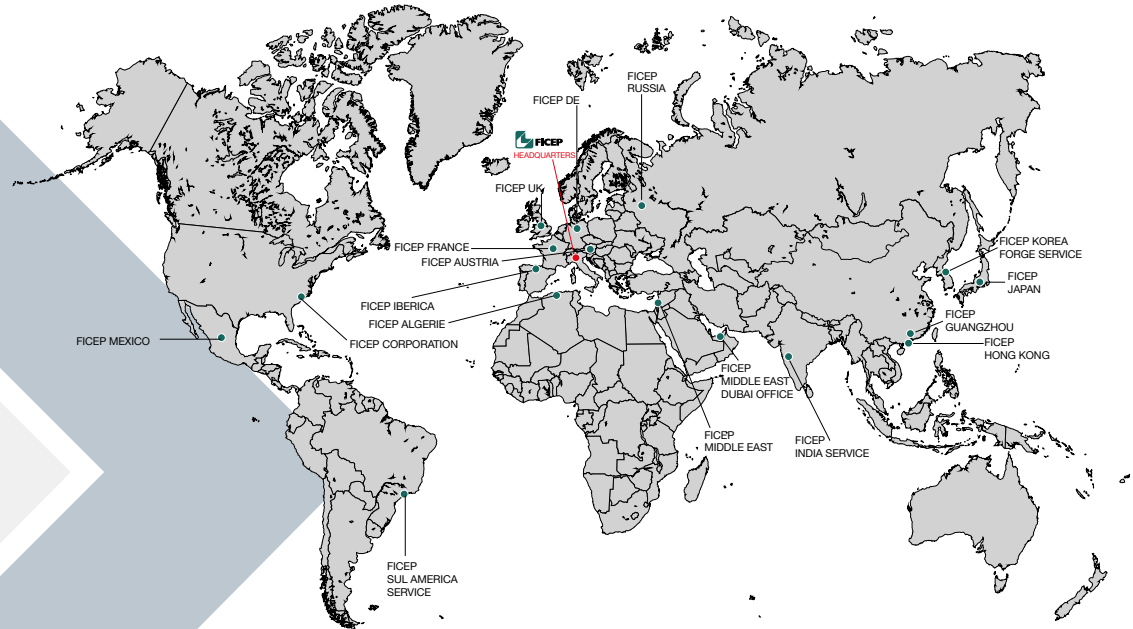 FICEP
RUSSIA
FICEP DE
FICEP
HEADQUARTERS
FICEP UK
FICEP FRANCE
FICEP AUSTRIA
FICEP IBERICA
FICEP ALGERIE
FICEP CORPORATION
FICEP MEXICO
FICEP KOREA
FORGE SERVICE
FICEP
JAPAN
FICEP
GUANGZHOU
FICEP
HONG KONG
FICEP
MIDDLE EAST
DUBAI OFFICE
FICEP
MIDDLE EAST
FICEP
INDIA SERVICE
FICEP
SUL AMERICA
SERVICE